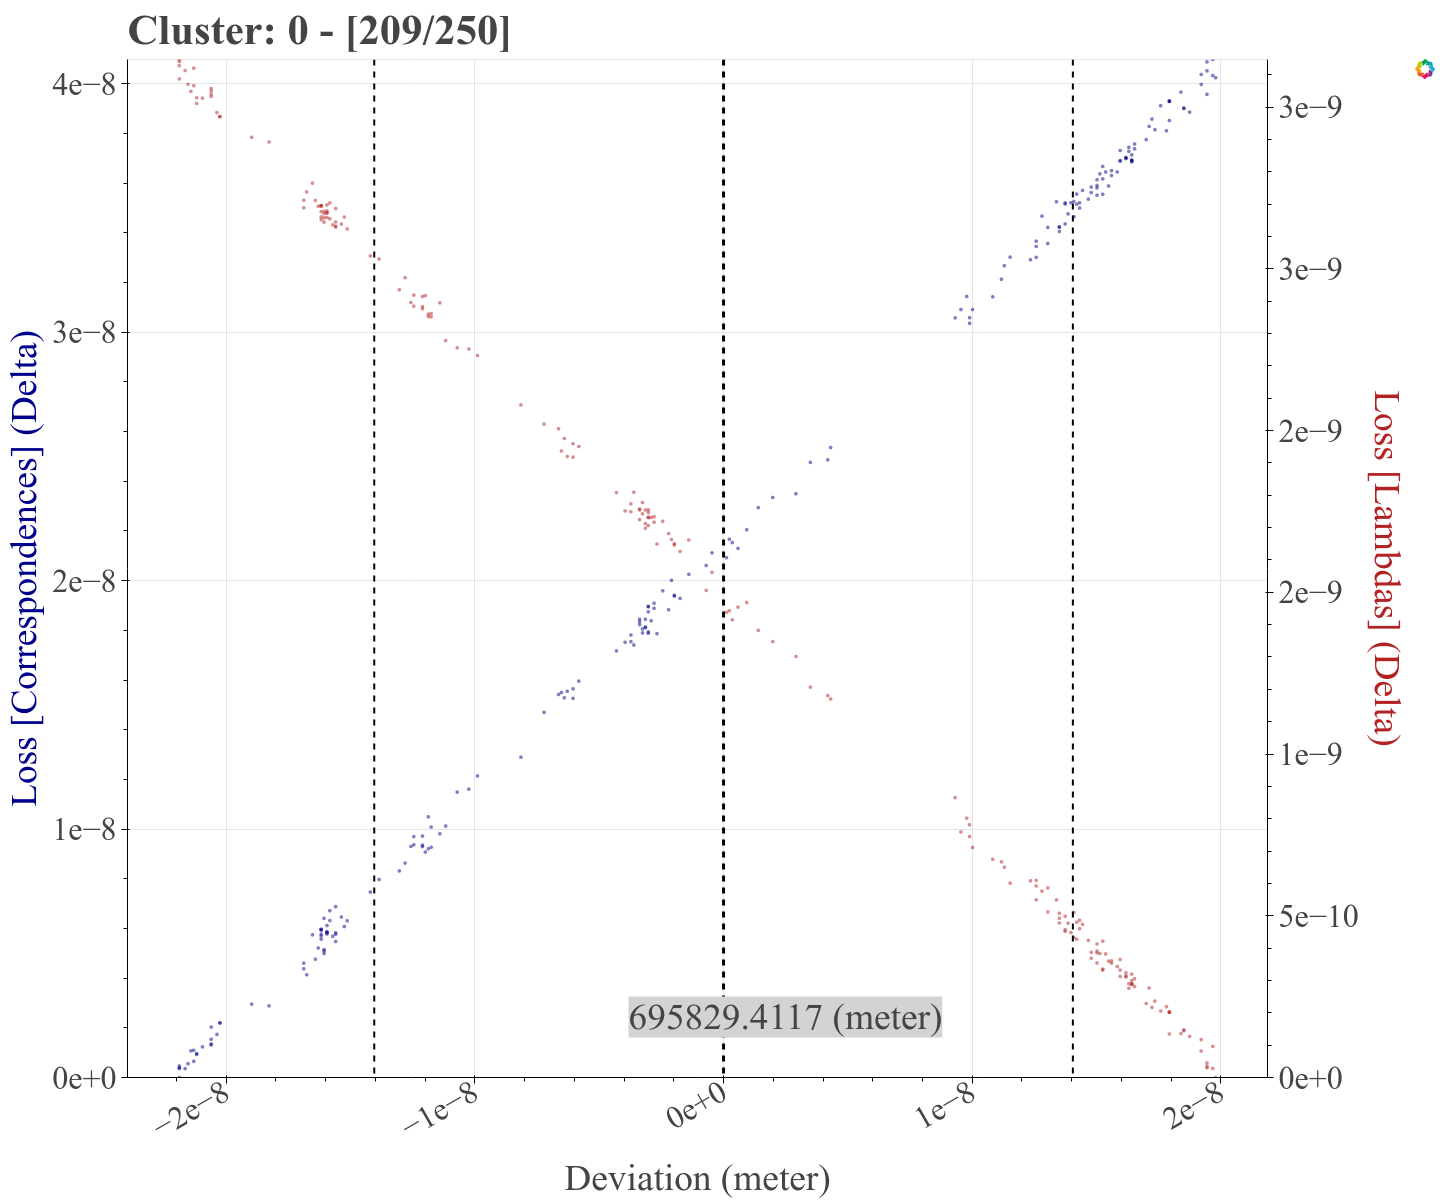 Cluster: 0 - [209/250]
4e−8
3e−8
2e−8
1e−8
0e+0
Loss [Correspondences] (Delta)
3e−9
3e−9
2e−9
2e−9
1e−9
5e−10
0e+0
Loss [Lambdas] (Delta)
695829.4117 (meter)
−2e−8
−1e−8
0e+0
1e−8
2e−8
Deviation (meter)